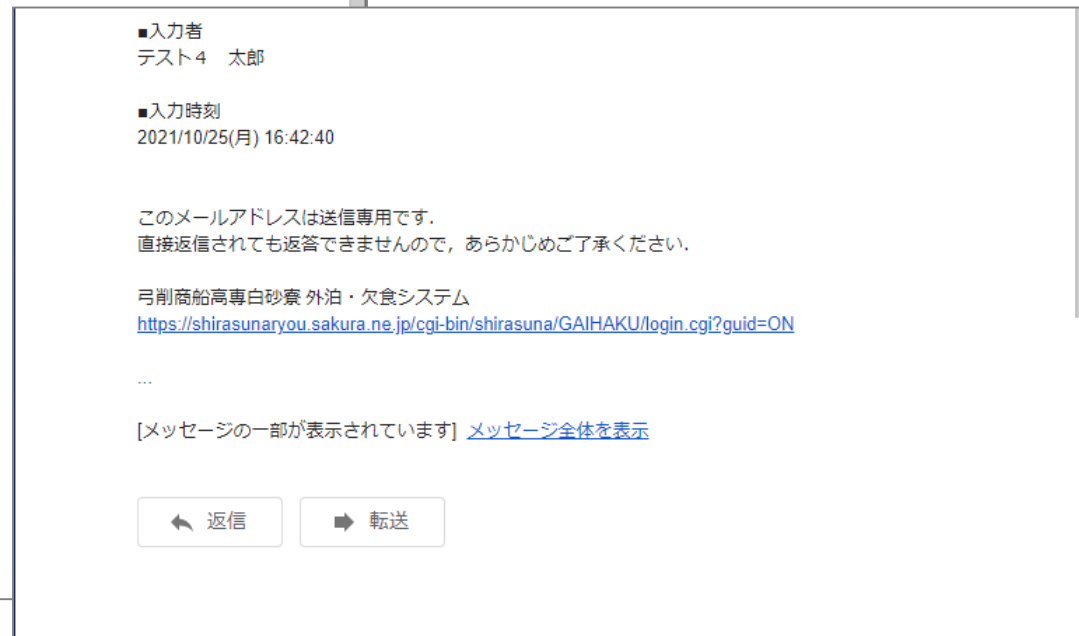 ■入力者
テスト４　太郎
■入力時刻
2021/10/25(月) 16:42:40
このメールアドレスは送信専用です．
直接返信されても返答できませんので，あらかじめご了承ください．
弓削商船高専白砂寮 外泊・欠食システム
https://shirasunaryou.sakura.ne.jp/cgi-bin/shirasuna/GAIHAKU/login.cgi?guid=ON
...
[メッセージの一部が表示されています] メッセージ全体を表示
返信 転送